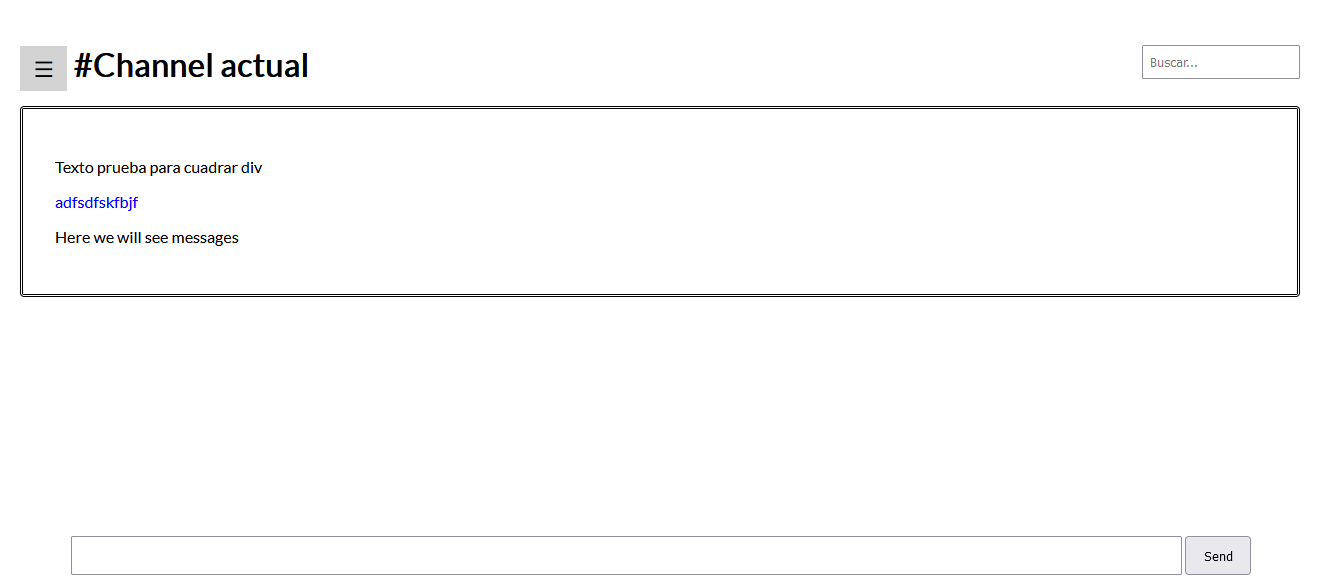 ☰ #Channel actual
Buscar...
Texto prueba para cuadrar div
adfsdfskfbjf
Here we will see messages
Send